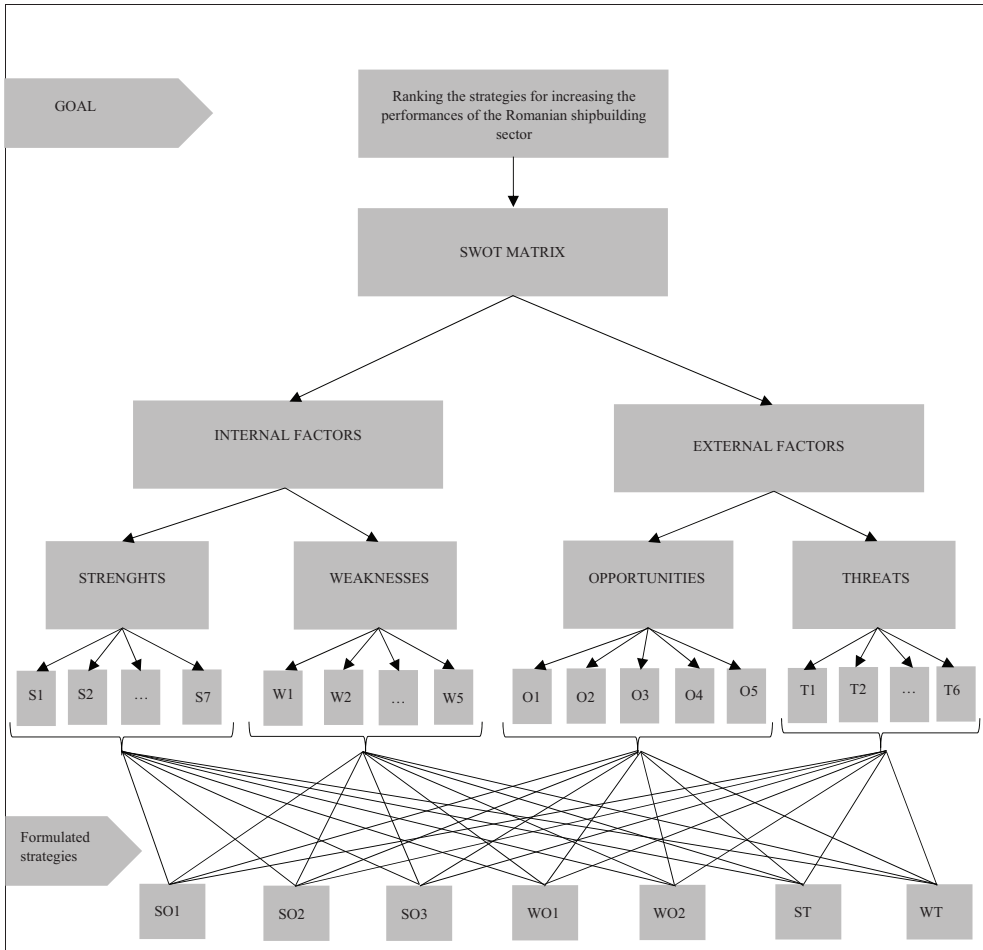 GOAL
Ranking the strategies for increasing the
performances of the Romanian shipbuilding
sector
SWOT MATRIX
INTERNAL FACTORS
EXTERNAL FACTORS
STRENGHTS
WEAKNESSES
OPPORTUNITIES
THREATS
S1
S2
…
S7
W1
W2
…
W5
O1
O2
O3
O4
O5
T1
T2
…
T6
Formulated
strategies
SO1
SO2
SO3
WO1
WO2
ST
WT